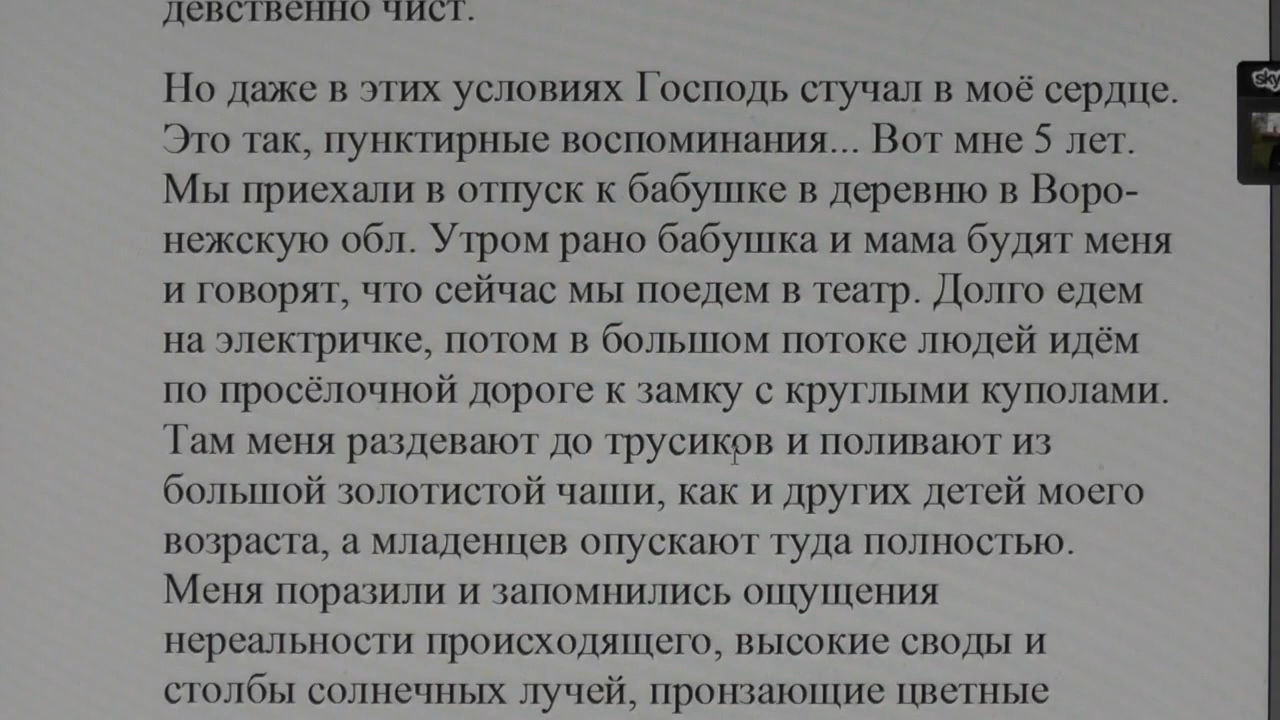 девственно чист.
Но даже в этих условиях Господь стучал в моё сердце.
Это так, пунктирные воспоминания... Вот мне 5 лет.
Мы приехали в отпуск к бабушке в деревню в Воро-
нежскую обл. Утром рано бабушка и мама будят меня
и говорят, что сейчас мы поедем в театр. Долго едем
на электричке, потом в большом потоке людей идём
по просёлочной дороге к замку с круглыми куполами.
Там меня раздевают до трусиков и поливают из
большой золотистой чаши, как и других детей моего
возраста, а младенцев опускают туда полностью.
Меня поразили и запомнились ощущения
нереальности происходящего, высокие своды и
столбы солнечных лучей, пронзающие цветные
sky